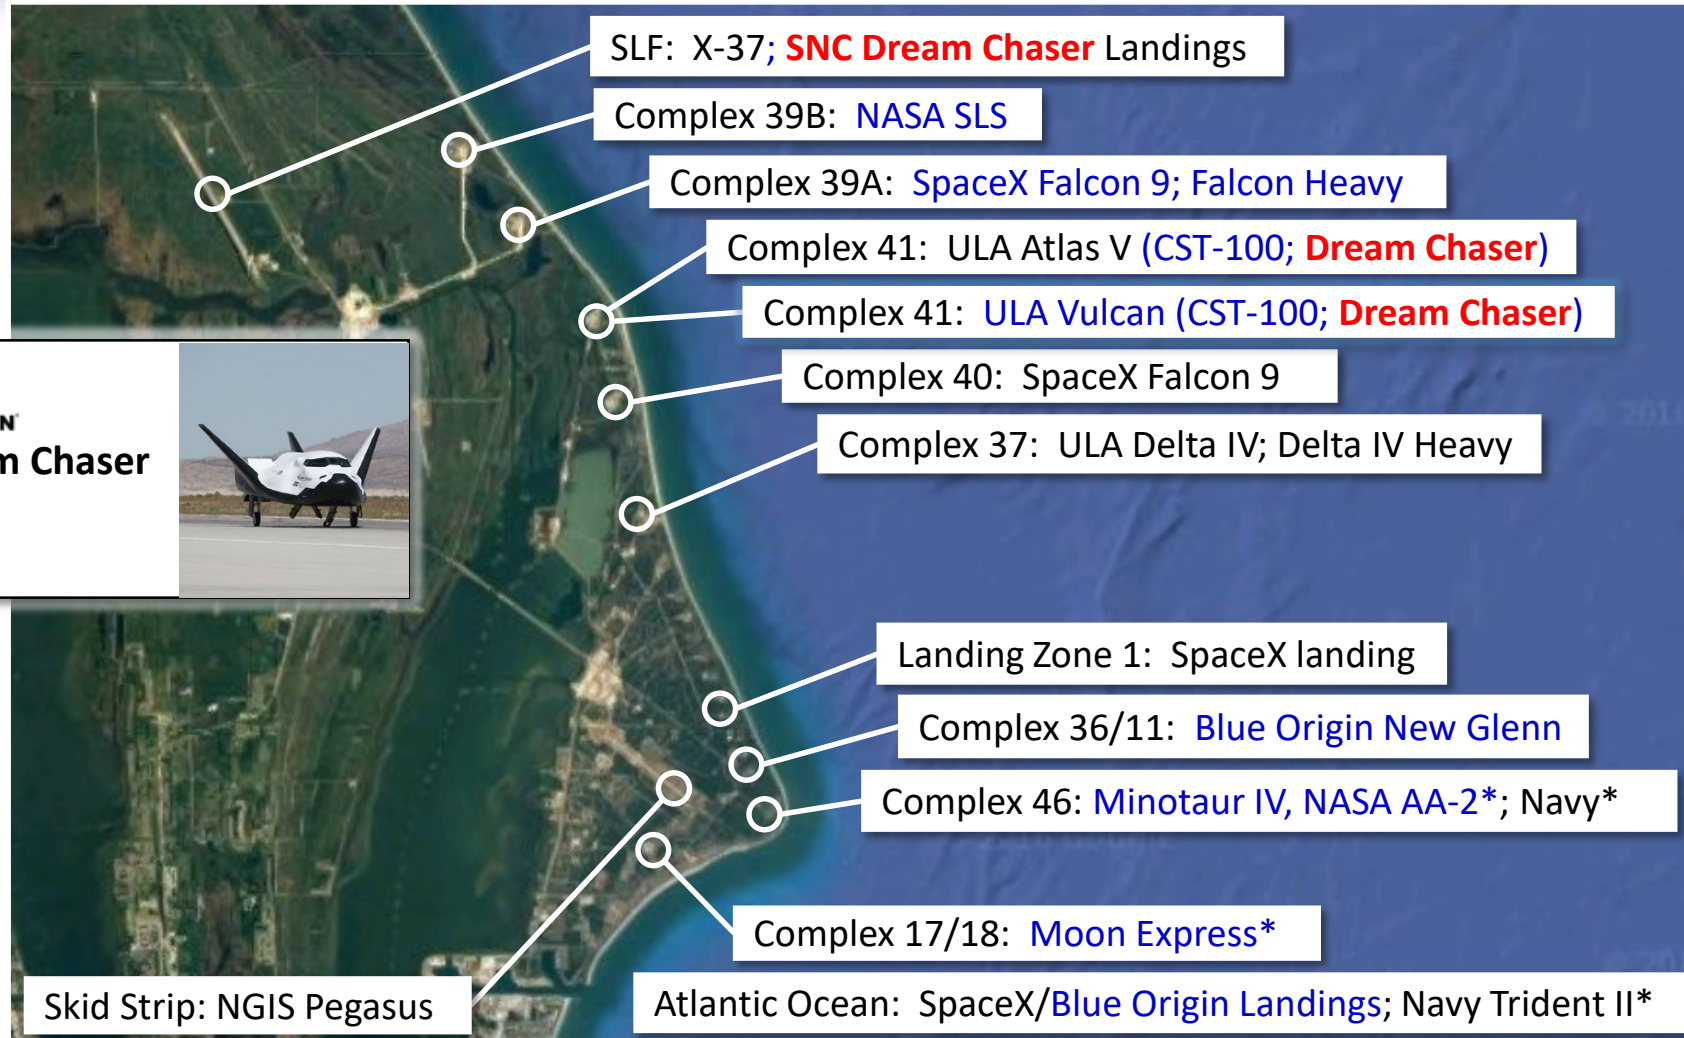 SLF: X-37; SNC Dream Chaser Landings
Complex 39B: NASA SLS
Complex 39A: SpaceX Falcon 9; Falcon Heavy
Complex 41: ULA Atlas V (CST-100; Dream Chaser)
Complex 41: ULA Vulcan (CST-100; Dream Chaser)
Complex 40: SpaceX Falcon 9
Complex 37: ULA Delta IV; Delta IV Heavy
N
m Chaser
Landing Zone 1: SpaceX landing
Complex 36/11: Blue Origin New Glenn
Complex 46: Minotaur IV, NASA AA-2*; Navy*
Complex 17/18: Moon Express*
Skid Strip: NGIS Pegasus
Atlantic Ocean: SpaceX/Blue Origin Landings; Navy Trident II*